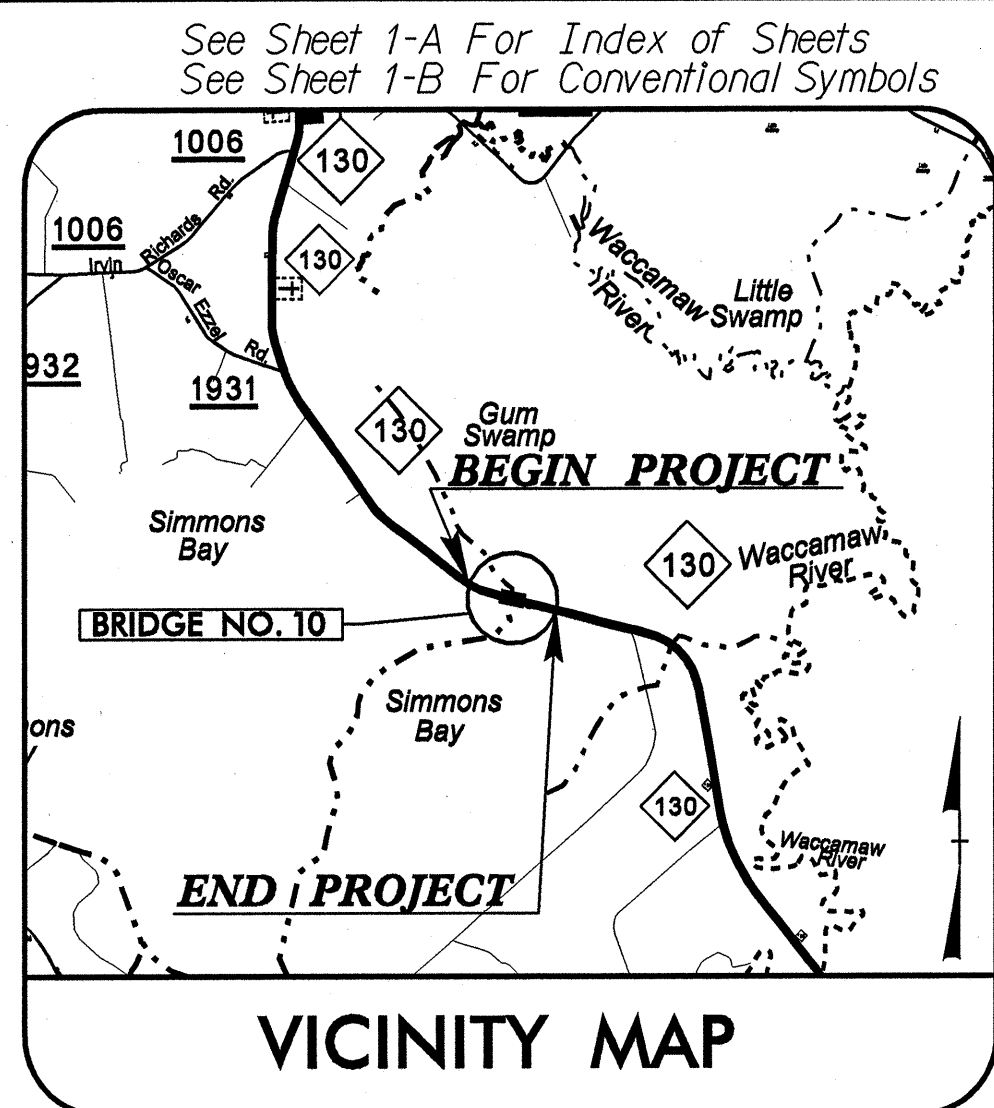 See Sheet 1-A For Index of Sheets
See Sheet 1-B For Conventional Symbols
1006
130
Richards Rd.
1006
Irvin
130
Oscar Ezzel Rd.
Waccamaw
River
Little
Swamp
932
1931
130
Gum
Swamp
BEGIN PROJECT
Simmons
Bay
130
Waccamaw
River
BRIDGE NO. 10
Simmons
Bay
ons
130
Waccamaw
River
END PROJECT
VICINITY MAP